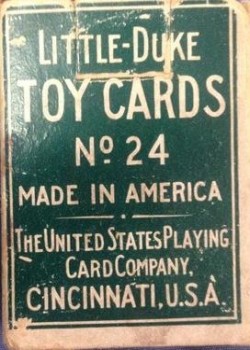 LITTLE-DUKE
TOY CARDS
No 24
MADE IN AMERICA
THE UNITED STATES PLAYING
CARD COMPANY,
CINCINNATI, U.S.A.